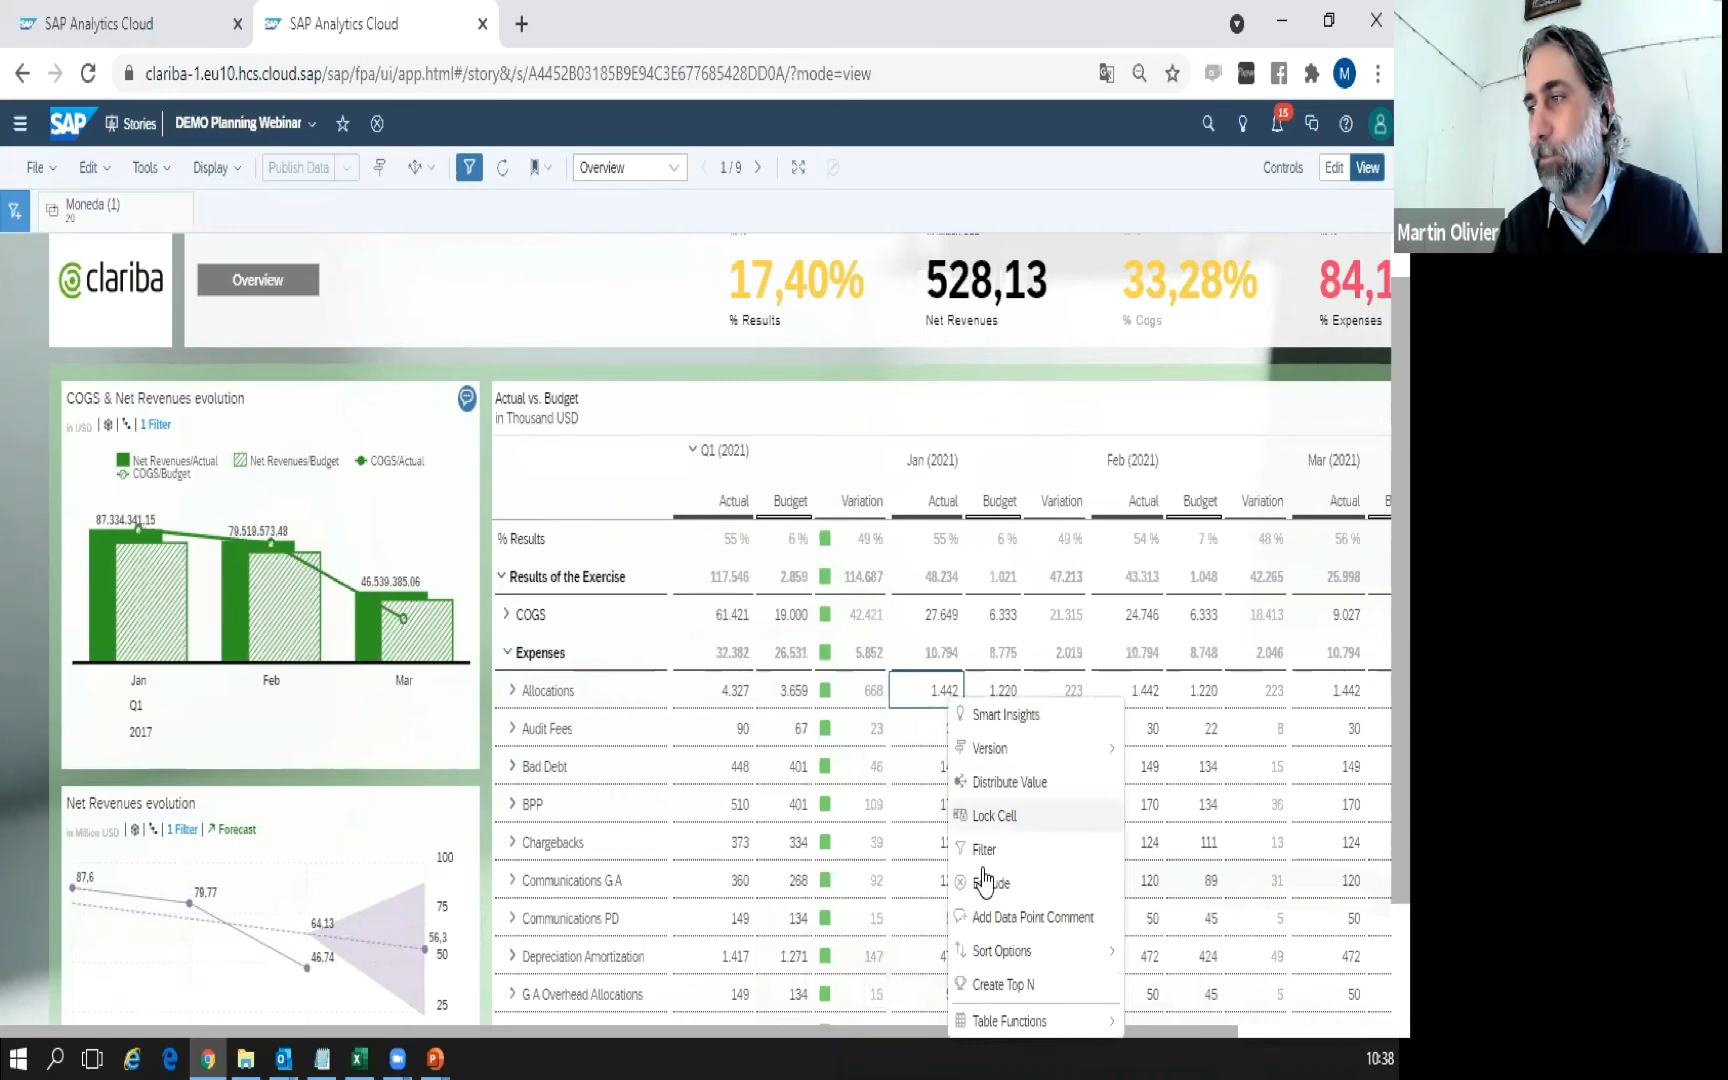 SAP Analytics Cloud
SAP Analytics Cloud
clariba-1.eu10.hcs.cloud.sap/sap/fpa/ui/app.html#/story&/s/A4452B03185B9E94C3E677685428DD0A/?mode=view
M
SAP Stories DEMO Planning Webinar
15
File Edit Tools Display Publish Data Overview 1/9 Controls Edit View
Moneda (1)
20
Martin Olivier
clariba
Overview
17,40% 528,13 33,28% 84,1
% Results Net Revenues % Cogs % Expenses
COGS & Net Revenues evolution
in USD 1 Filter
Net Revenues/Actual Net Revenues/Budget COGS/Actual
COGS/Budget
87.334.341,15
79.519.573,48
46.539.385,06
Jan Feb Mar
Q1
2017
Net Revenues evolution
in Million USD 1 Filter Forecast
100
87,6
79,77
75
64,13
56,3
50
46,74
25
Actual vs. Budget
in Thousand USD
Q1 (2021) Jan (2021) Feb (2021) Mar (2021)
Actual Budget Variation Actual Budget Variation Actual Budget Variation Actual B
% Results 55 % 6 % 49 % 55 % 6 % 49 % 54 % 7 % 48 % 56 %
Results of the Exercise 117.546 2.859 114.687 48.234 1.021 47.213 43.313 1.048 42.265 25.998
COGS 61.421 19.000 42.421 27.649 6.333 21.315 24.746 6.333 18.413 9.027
Expenses 32.382 26.531 5.852 10.794 8.775 2.019 10.794 8.748 2.046 10.794
Allocations 4.327 3.659 668 1.442 1.220 223 1.442 1.220 223 1.442
Audit Fees 90 67 23 30 22 8 30
Bad Debt 448 401 46 149 134 15 149
BPP 510 401 109 170 134 36 170
Chargebacks 373 334 39 124 111 13 124
Communications G A 360 268 92 120 89 31 120
Communications PD 149 134 15 50 45 5 50
Depreciation Amortization 1.417 1.271 147 472 424 49 472
G A Overhead Allocations 149 134 15 50 45 5 50
Smart Insights
Version
Distribute Value
Lock Cell
Filter
Add Data Point Comment
Sort Options
Create Top N
Table Functions
10:38